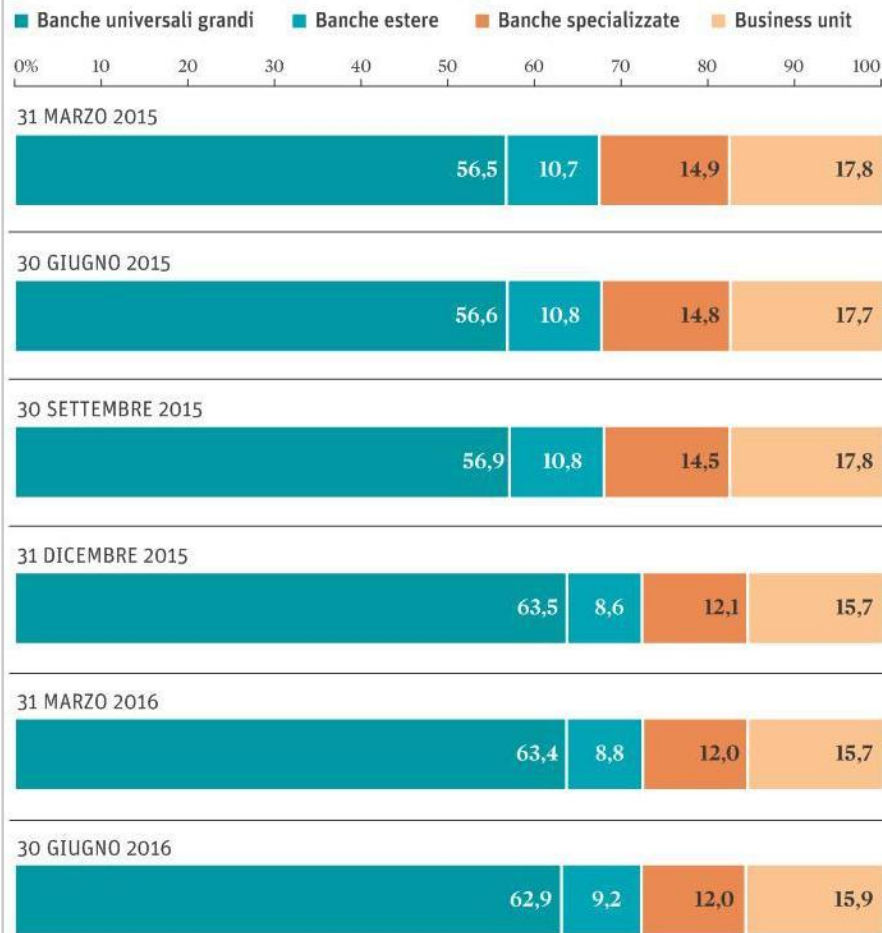 Banche universali grandi Banche estere Banche specializzate Business unit
0% 10 20 30 40 50 60 70 80 90 100
31 MARZO 2015
56,5 10,7 14,9 17,8
30 GIUGNO 2015
56,6 10,8 14,8 17,7
30 SETTEMBRE 2015
56,9 10,8 14,5 17,8
31 DICEMBRE 2015
63,5 8,6 12,1 15,7
31 MARZO 2016
63,4 8,8 12,0 15,7
30 GIUGNO 2016
62,9 9,2 12,0 15,9